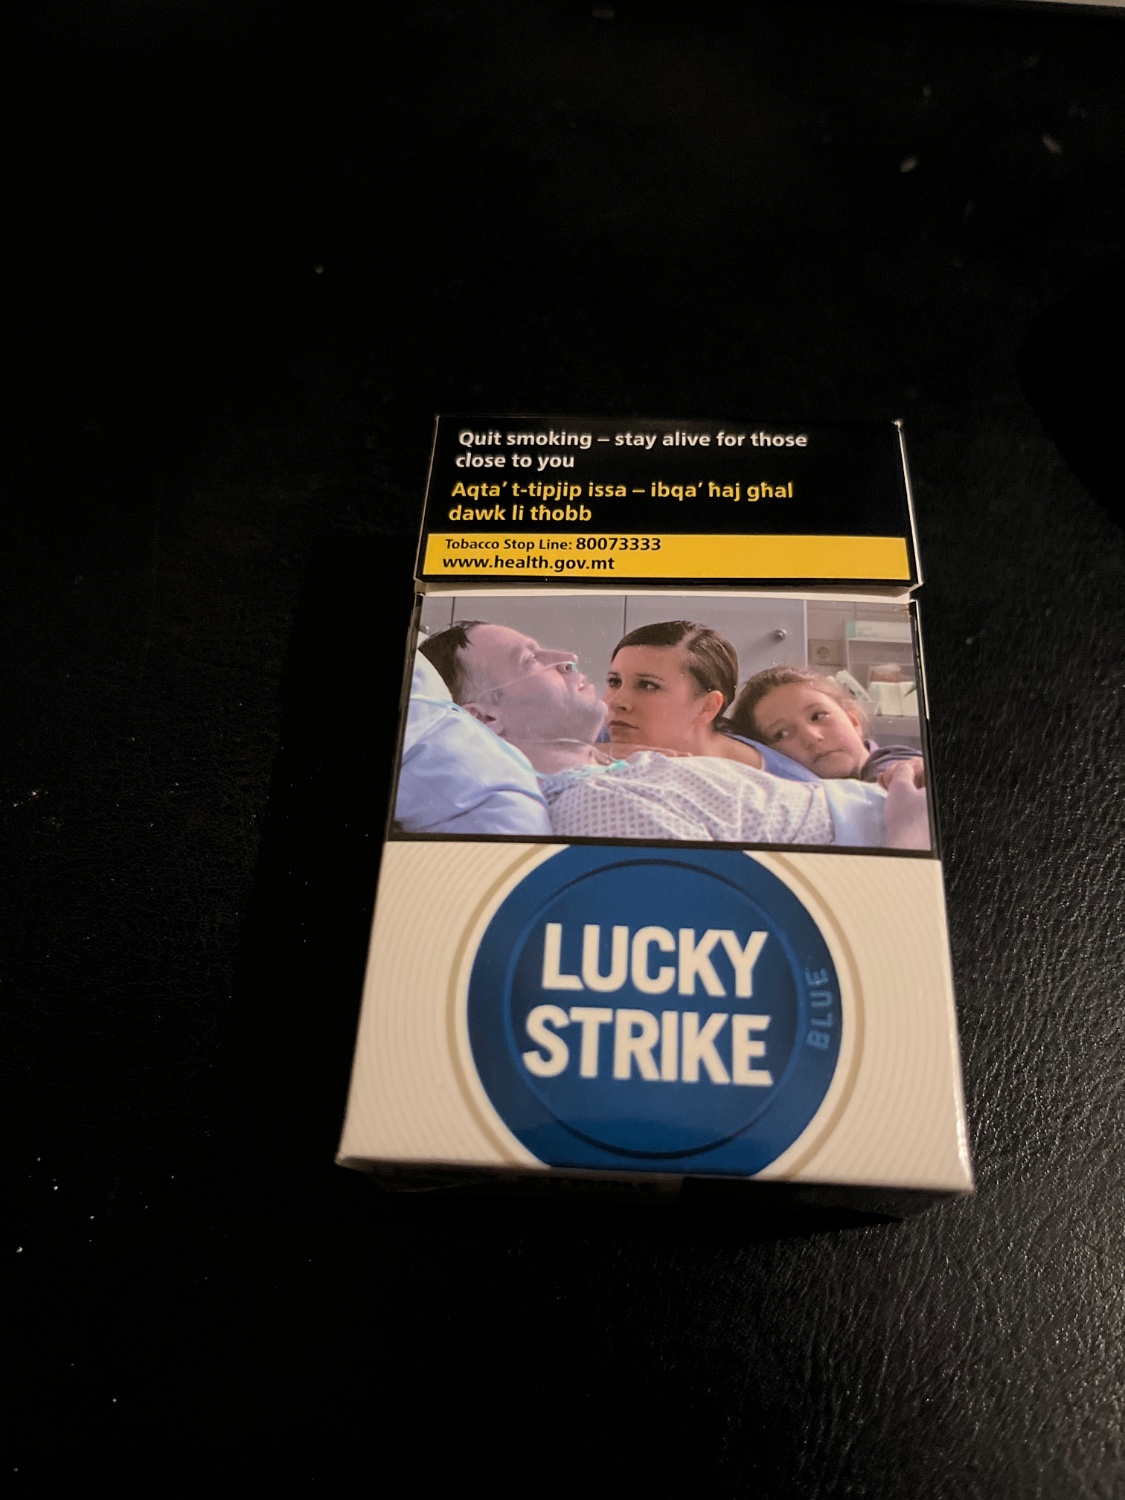 Quit smoking – stay alive for those
close to you
Aqta’ t-tipjip issa – ibqa’ ħaj għal
dawk li tħobb
Tobacco Stop Line: 80073333
www.health.gov.mt
LUCKY
STRIKE
BLUE